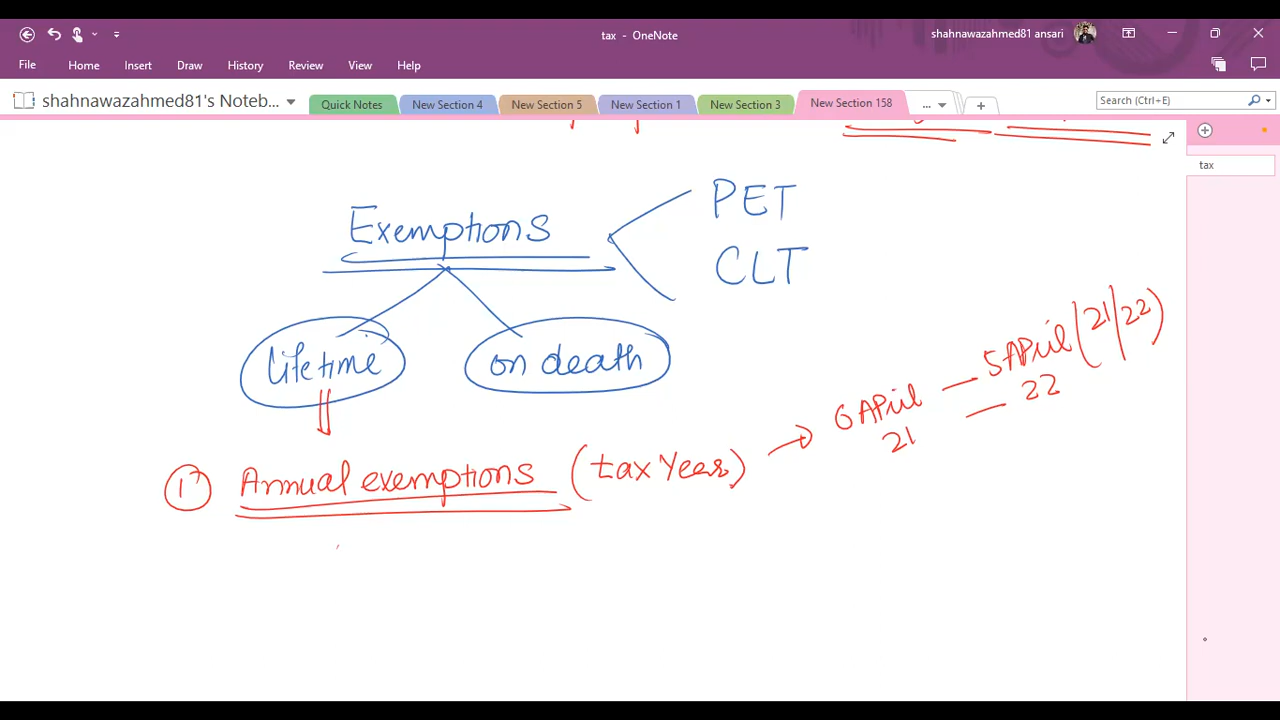 tax - OneNote
shahnawazahmed81 ansari
File Home Insert Draw History Review View Help
shahnawazahmed81's Noteb...
Quick Notes New Section 4 New Section 5 New Section 1 New Section 3 New Section 158 ...
Search (Ctrl+E)
tax
Exemptions
PET
CLT
Lifetime
on death
6 April — 5 April (21/22)
21 — 22
1 Annual exemptions (tax Year)